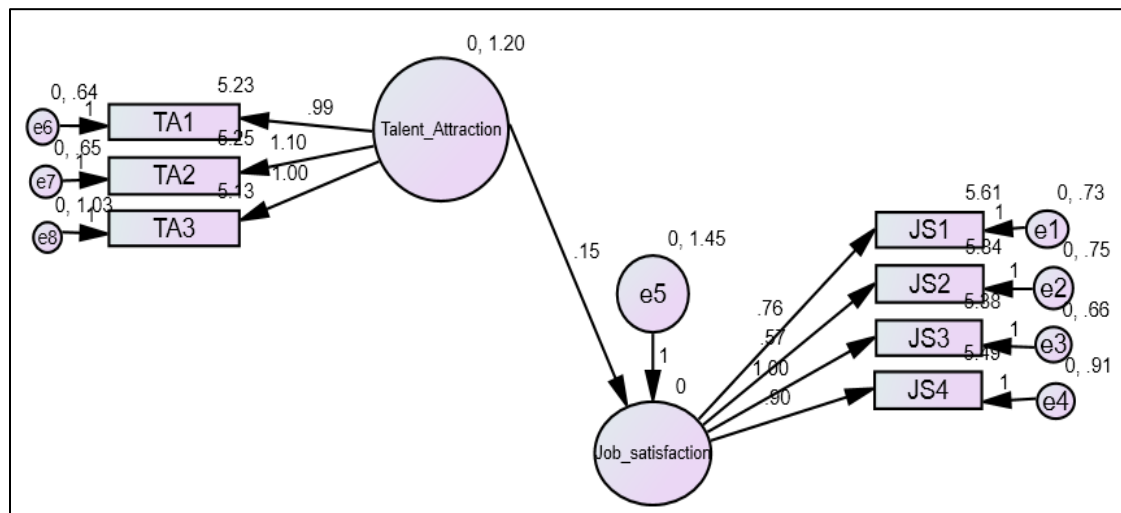 0, 1.20
0, .64
5.23
1
e6
TA1
.99
Talent_Attraction
0, .65
5.25
1.10
1
e7
TA2
1.00
0, 1.03
5.13
1
e8
TA3
.15
0, 1.45
e5
1
0
Job_satisfaction
.76
.57
1.00
.90
5.61
0, .73
1
JS1
e1
5.84
0, .75
1
JS2
e2
0, .66
1
JS3
e3
5.49
0, .91
1
JS4
e4